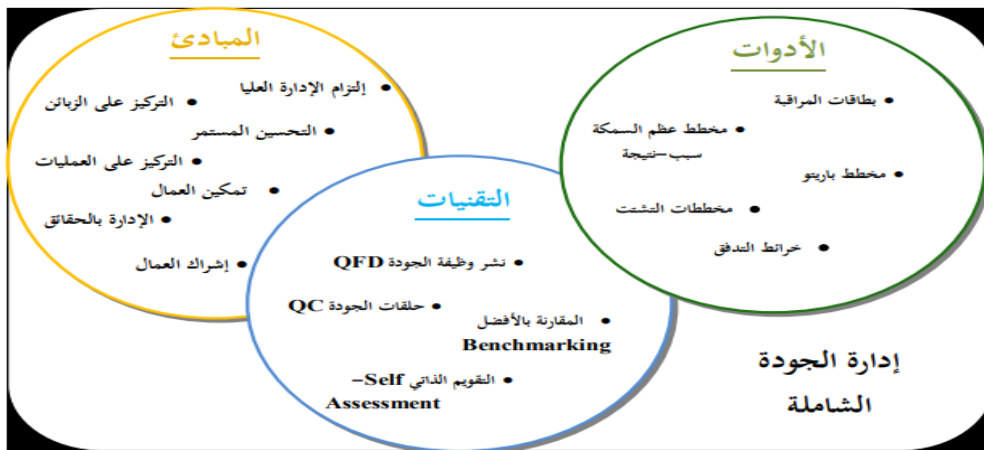 المبادئ
إلتزام الإدارة العليا
التركيز على الزبائن
التحسين المستمر
التركيز على العمليات
تمكين العمال
الإدارة بالحقائق
إشراك العمال
الأدوات
بطاقات المراقبة
مخطط عظم السمكة
سبب-نتيجة
مخطط باريتو
مخططات التشتت
خرائط التدفق
التقنيات
نشر وظيفة الجودة QFD
حلقات الجودة QC
المقارنة بالأفضل
Benchmarking
التقويم الذاتي Self-
Assessment
إدارة الجودة
الشاملة